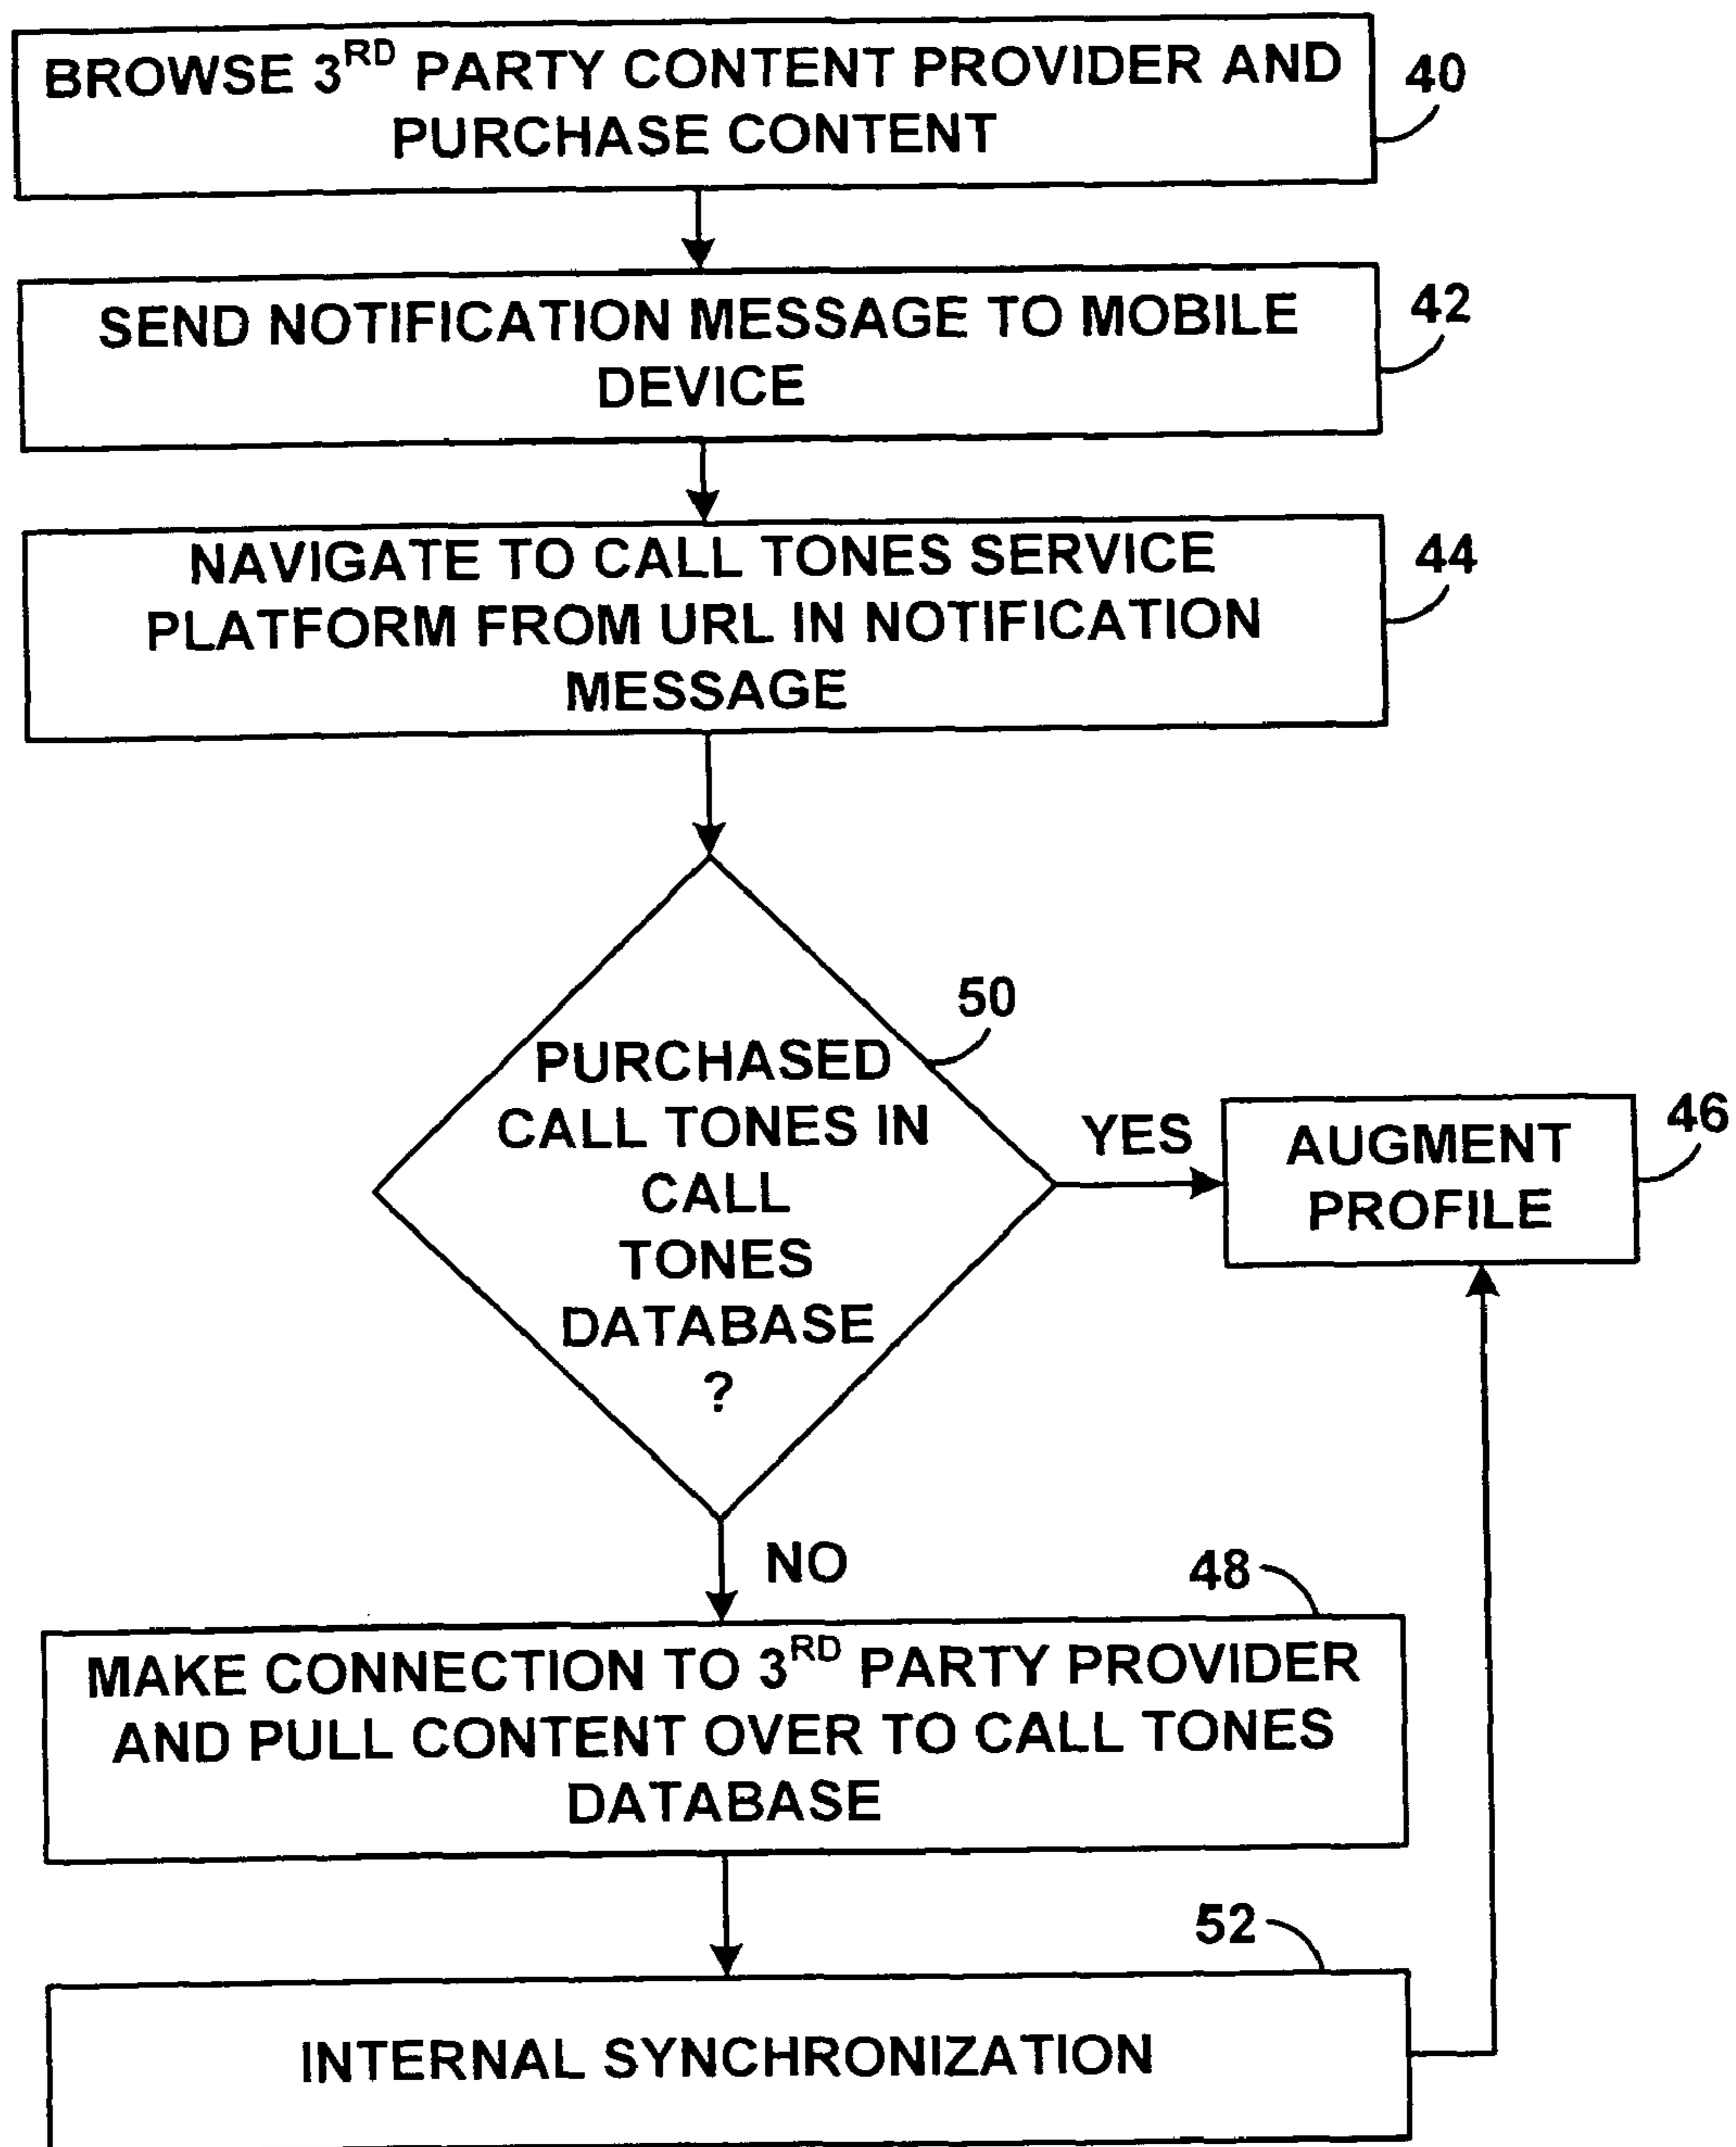 BROWSE 3RD PARTY CONTENT PROVIDER AND
PURCHASE CONTENT
40
SEND NOTIFICATION MESSAGE TO MOBILE
DEVICE
42
NAVIGATE TO CALL TONES SERVICE
PLATFORM FROM URL IN NOTIFICATION
MESSAGE
44
PURCHASED
CALL TONES IN
CALL
TONES
DATABASE
?
50
YES
AUGMENT
PROFILE
46
NO
48
MAKE CONNECTION TO 3RD PARTY PROVIDER
AND PULL CONTENT OVER TO CALL TONES
DATABASE
52
INTERNAL SYNCHRONIZATION